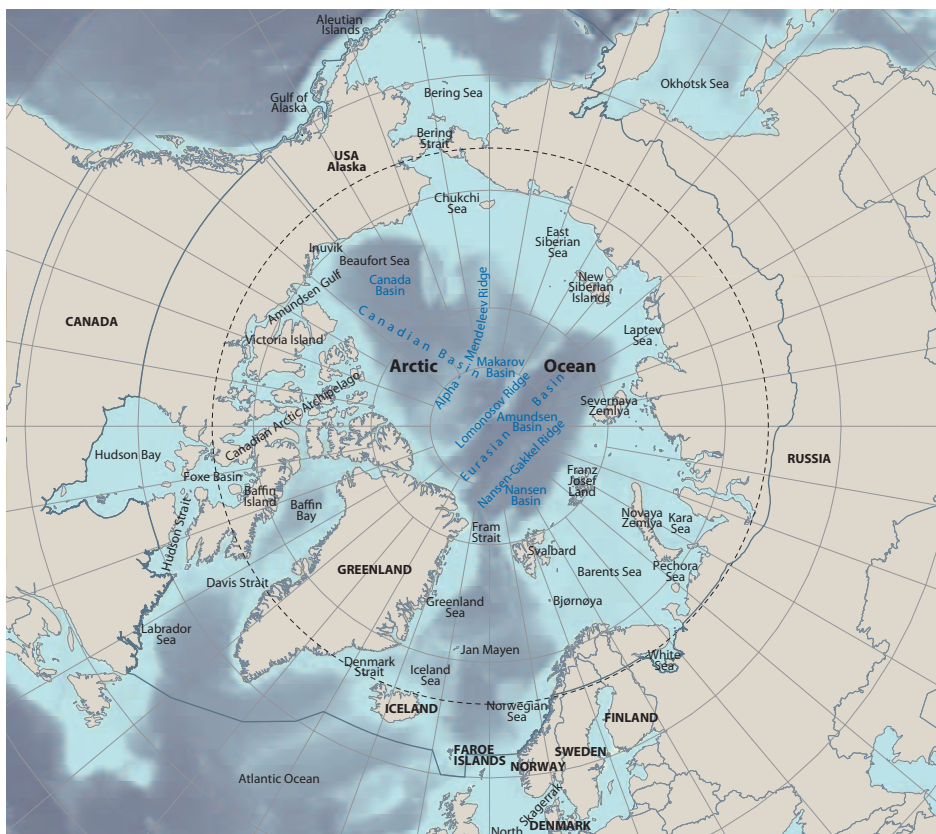 Aleutian
Islands
Okhotsk Sea
Bering Sea
Gulf of
Alaska
Bering
Strait
USA
Alaska
Chukchi
Sea
East
Siberian
Sea
Inuvik
Beaufort Sea
Canada
Basin
Mendeleev Ridge
New
Siberian
Islands
Amundsen Gulf
CANADA
Victoria Island
Canadian Basin
Laptev
Sea
Arctic
Ocean
Makarov
Basin
Alpha -
Lomonosov Ridge
Eurasian Basin
Severnaya
Zemlya
Amundsen
Basin
Canadian Arctic Archipelago
Nansen-Gakkel Ridge
Hudson Bay
RUSSIA
Foxe Basin
Baffin
Island
Baffin
Bay
Franz
Josef
Land
Nansen
Basin
Novaya
Zemlya
Kara
Sea
Hudson Strait
Fram
Strait
Svalbard
GREENLAND
Barents Sea
Pechora
Sea
Davis Strait
Greenland
Sea
Bjørnøya
Labrador
Sea
Jan Mayen
White
Sea
Denmark
Strait
Iceland
Sea
ICELAND
Norwegian
Sea
FINLAND
FAROE
ISLANDS
SWEDEN
NORWAY
Atlantic Ocean
Skagerrak
North
DENMARK